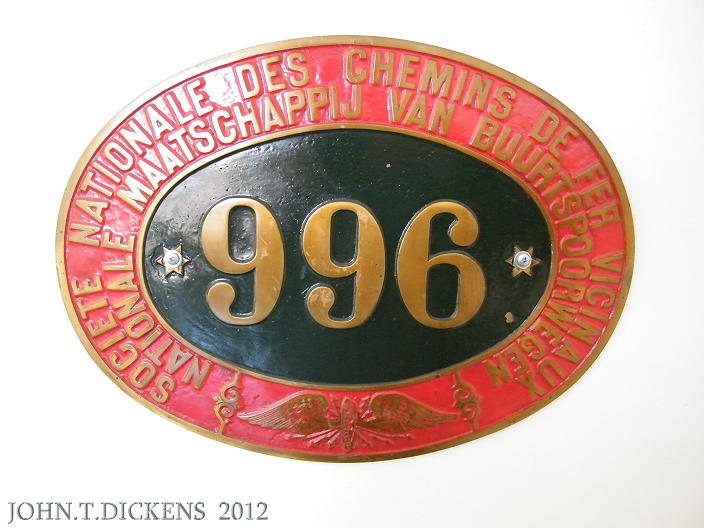 SOCIETE NATIONALE DES CHEMINS DE FER VICINAUX
NATIONALE MAATSCHAPPIJ VAN BUURTSPOORWEGEN
996
JOHN.T.DICKENS 2012